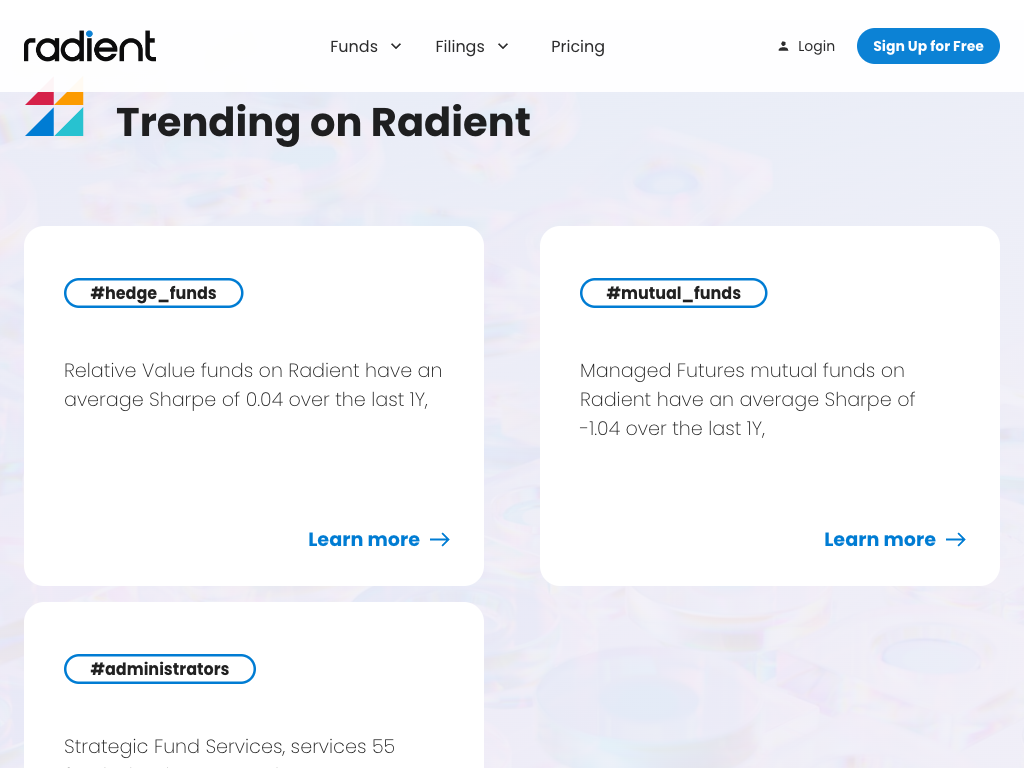 radient
Funds
Filings
Pricing
Login
Sign Up for Free
Trending on Radient
#hedge_funds
Relative Value funds on Radient have an
average Sharpe of 0.04 over the last 1Y,
Learn more
#mutual_funds
Managed Futures mutual funds on
Radient have an average Sharpe of
-1.04 over the last 1Y,
Learn more
#administrators
Strategic Fund Services, services 55